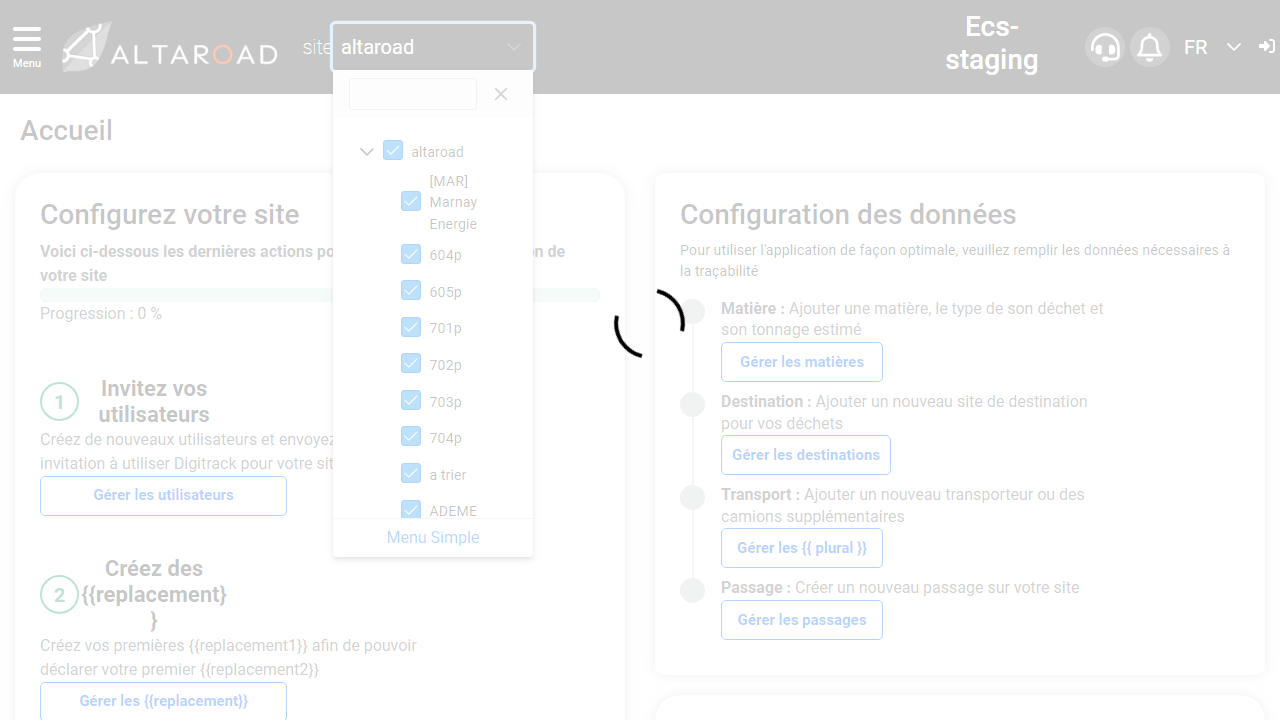 Menu
ALTAROAD
site
altaroad
Ecs-
staging
FR
Accueil
altaroad
[MAR]
Marnay
Energie
604p
605p
701p
702p
703p
704p
a trier
ADEME
Menu Simple
Configurez votre site
Voici ci-dessous les dernières actions po
n de
votre site
Progression : 0 %
1
Invitez vos
utilisateurs
Créez de nouveaux utilisateurs et envoyez
invitation à utiliser Digitrack pour votre sit
Gérer les utilisateurs
2
Créez des
{{replacement}
}
Créez vos premières {{replacement1}} afin de pouvoir
déclarer votre premier {{replacement2}}
Gérer les {{replacement}}
Configuration des données
Pour utiliser l'application de façon optimale, veuillez remplir les données nécessaires à
la traçabilité
Matière : Ajouter une matière, le type de son déchet et
son tonnage estimé
Gérer les matières
Destination : Ajouter un nouveau site de destination
pour vos déchets
Gérer les destinations
Transport : Ajouter un nouveau transporteur ou des
camions supplémentaires
Gérer les {{ plural }}
Passage : Créer un nouveau passage sur votre site
Gérer les passages